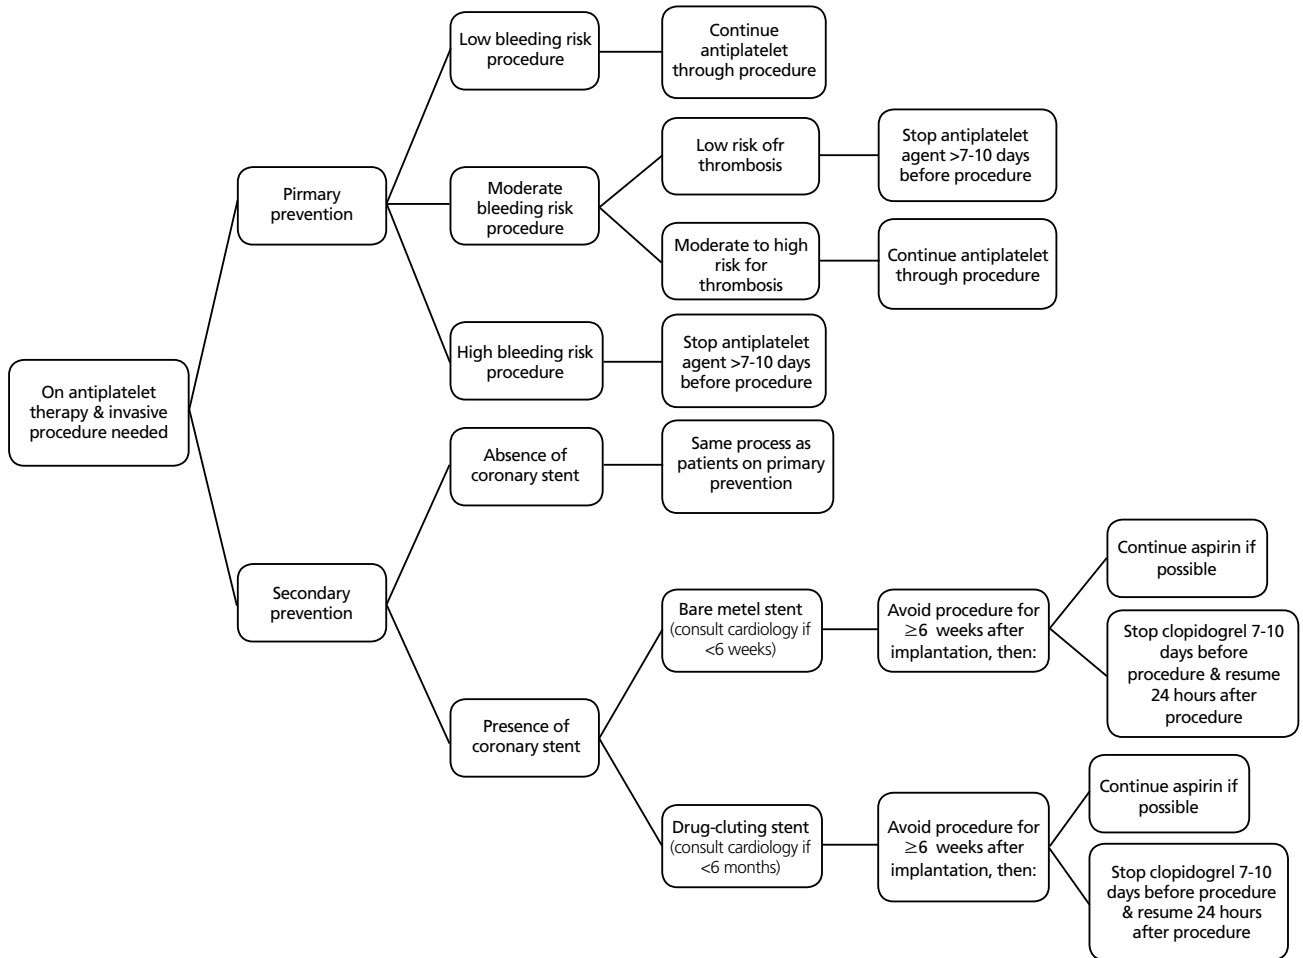 On antiplatelet
therapy & invasive
procedure needed
Pirmary
prevention
Low bleeding risk
procedure
Continue
antiplatelet
through procedure
Moderate
bleeding risk
procedure
Low risk ofr
thrombosis
Stop antiplatelet
agent >7-10 days
before procedure
Moderate to high
risk for
thrombosis
Continue antiplatelet
through procedure
High bleeding risk
procedure
Stop antiplatelet
agent >7-10 days
before procedure
Secondary
prevention
Absence of
coronary stent
Same process as
patients on primary
prevention
Presence of
coronary stent
Bare metel stent
(consult cardiology if
<6 weeks)
Avoid procedure for
≥6 weeks after
implantation, then:
Continue aspirin if
possible
Stop clopidogrel 7-10
days before
procedure & resume
24 hours after
procedure
Drug-cluting stent
(consult cardiology if
<6 months)
Avoid procedure for
≥6 weeks after
implantation, then:
Continue aspirin if
possible
Stop clopidogrel 7-10
days before procedure
& resume 24 hours
after procedure